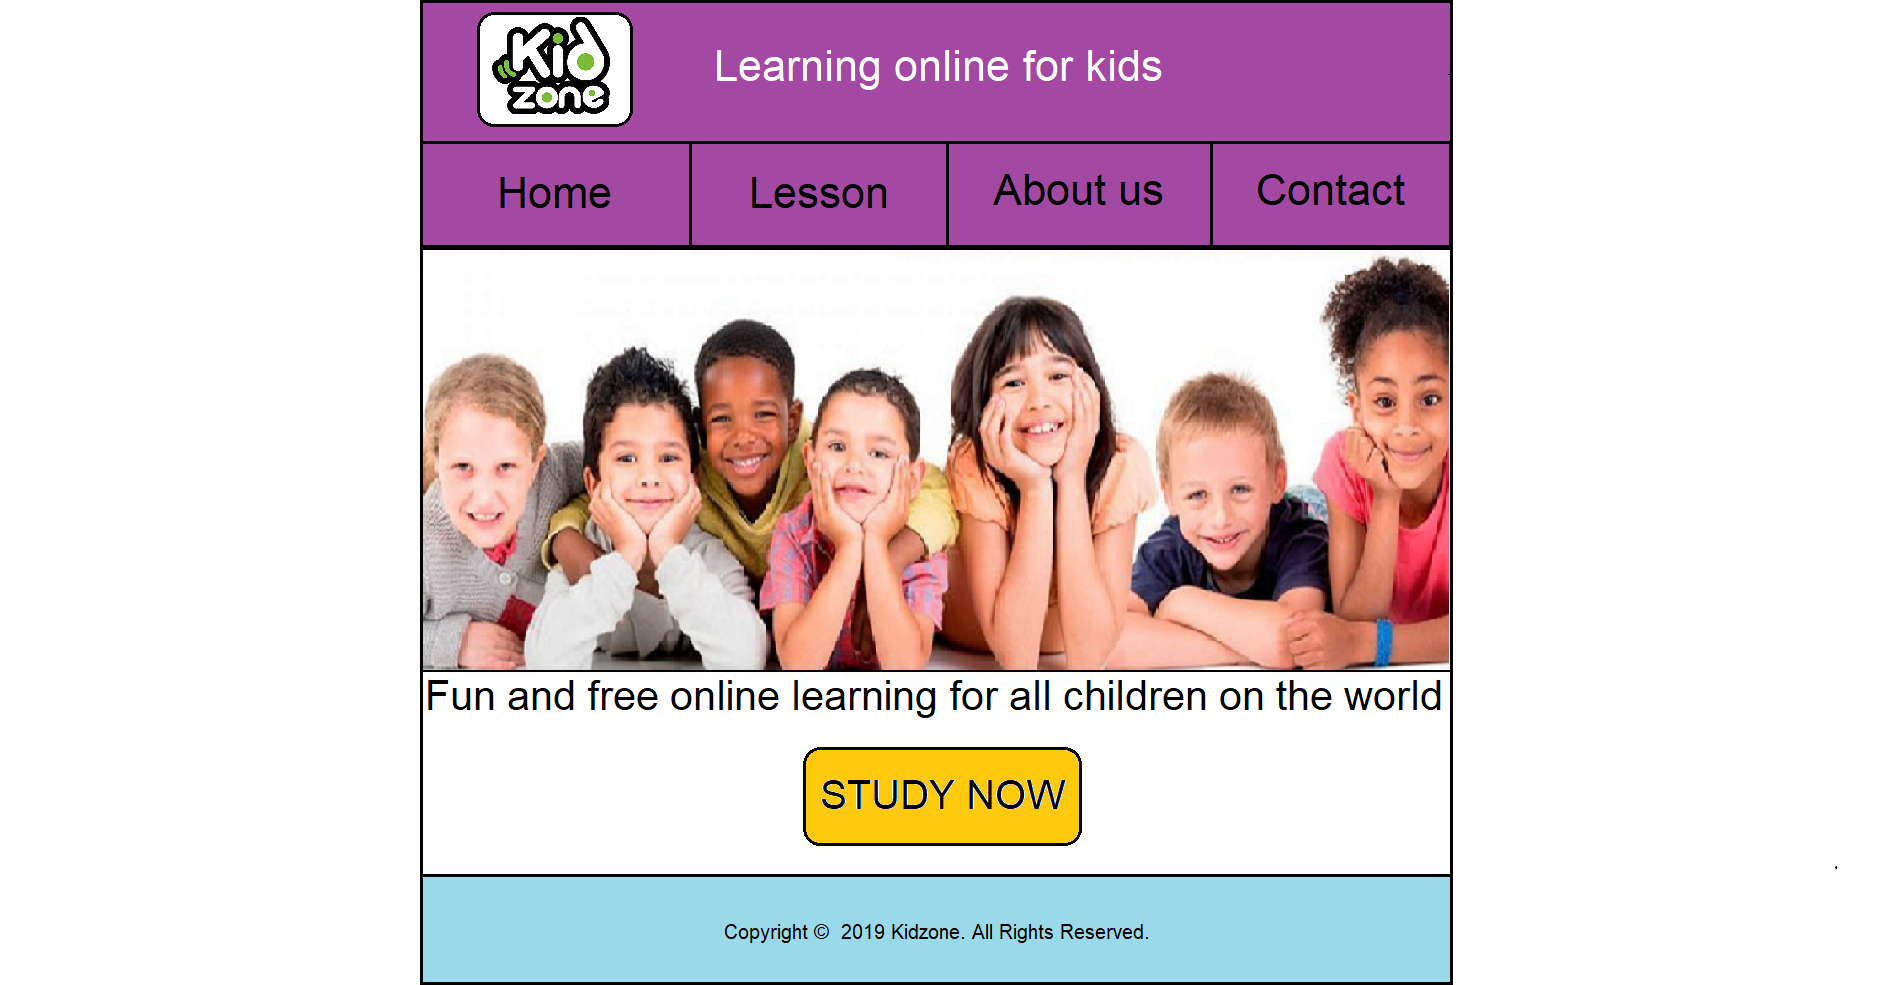 Kid
zone
Learning online for kids
Home
Lesson
About us
Contact
Fun and free online learning for all children on the world
STUDY NOW
Copyright ©  2019 Kidzone. All Rights Reserved.